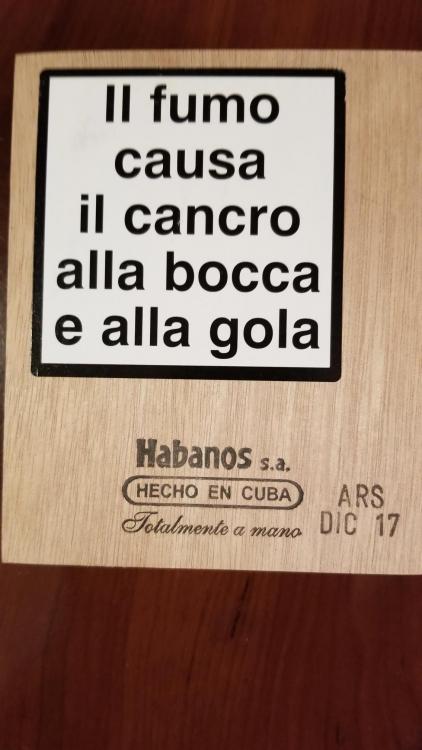 Il fumo
causa
il cancro
alla bocca
e alla gola
Habanos s.a.
HECHO EN CUBA
Totalmente a mano
ARS
DIC 17